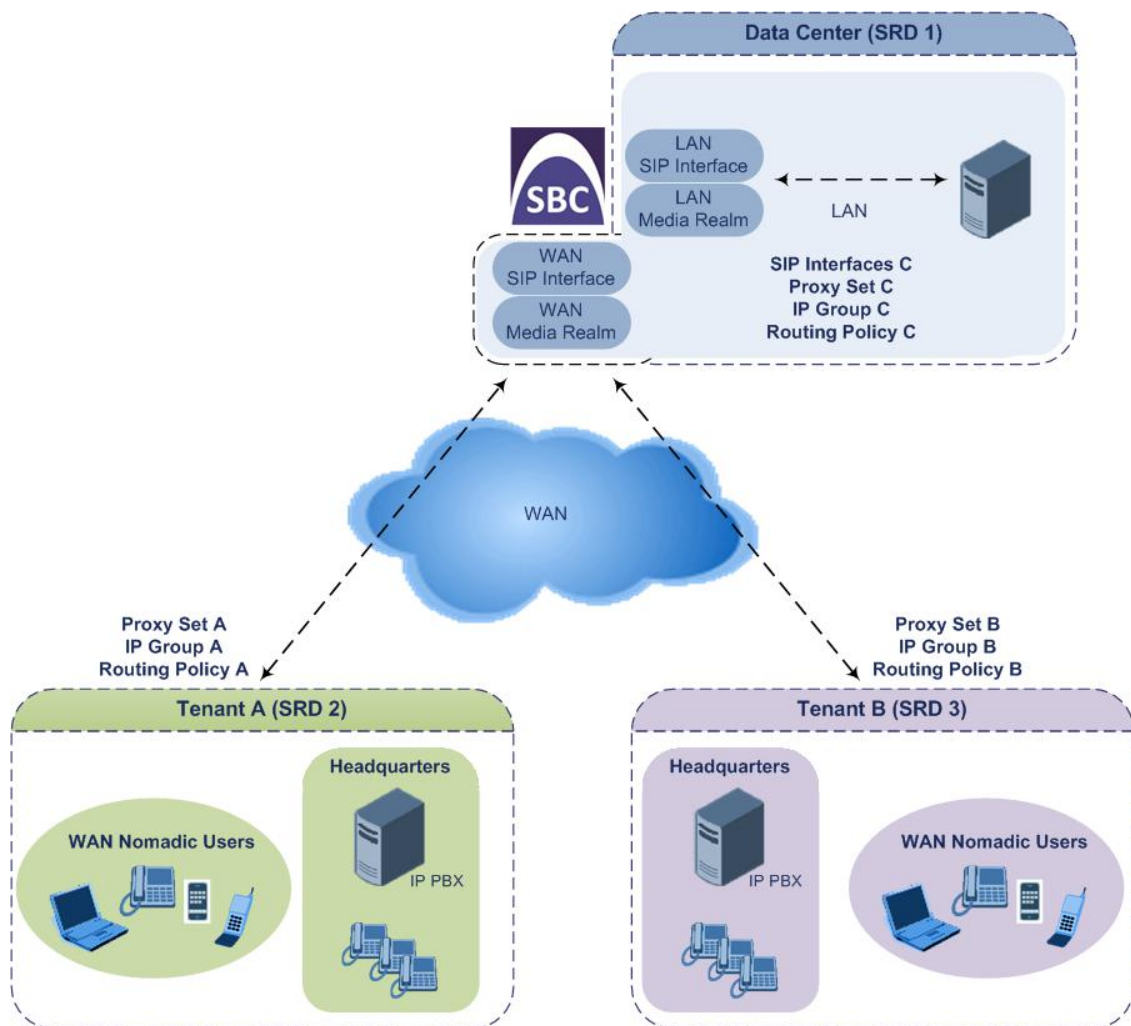 Data Center (SRD 1)
LAN
SIP Interface
LAN
Media Realm
LAN
SBC
WAN
SIP Interface
WAN
Media Realm
SIP Interfaces C
Proxy Set C
IP Group C
Routing Policy C
WAN
Proxy Set A
IP Group A
Routing Policy A
Proxy Set B
IP Group B
Routing Policy B
Tenant A (SRD 2)
WAN Nomadic Users
Headquarters
IP PBX
Tenant B (SRD 3)
Headquarters
IP PBX
WAN Nomadic Users